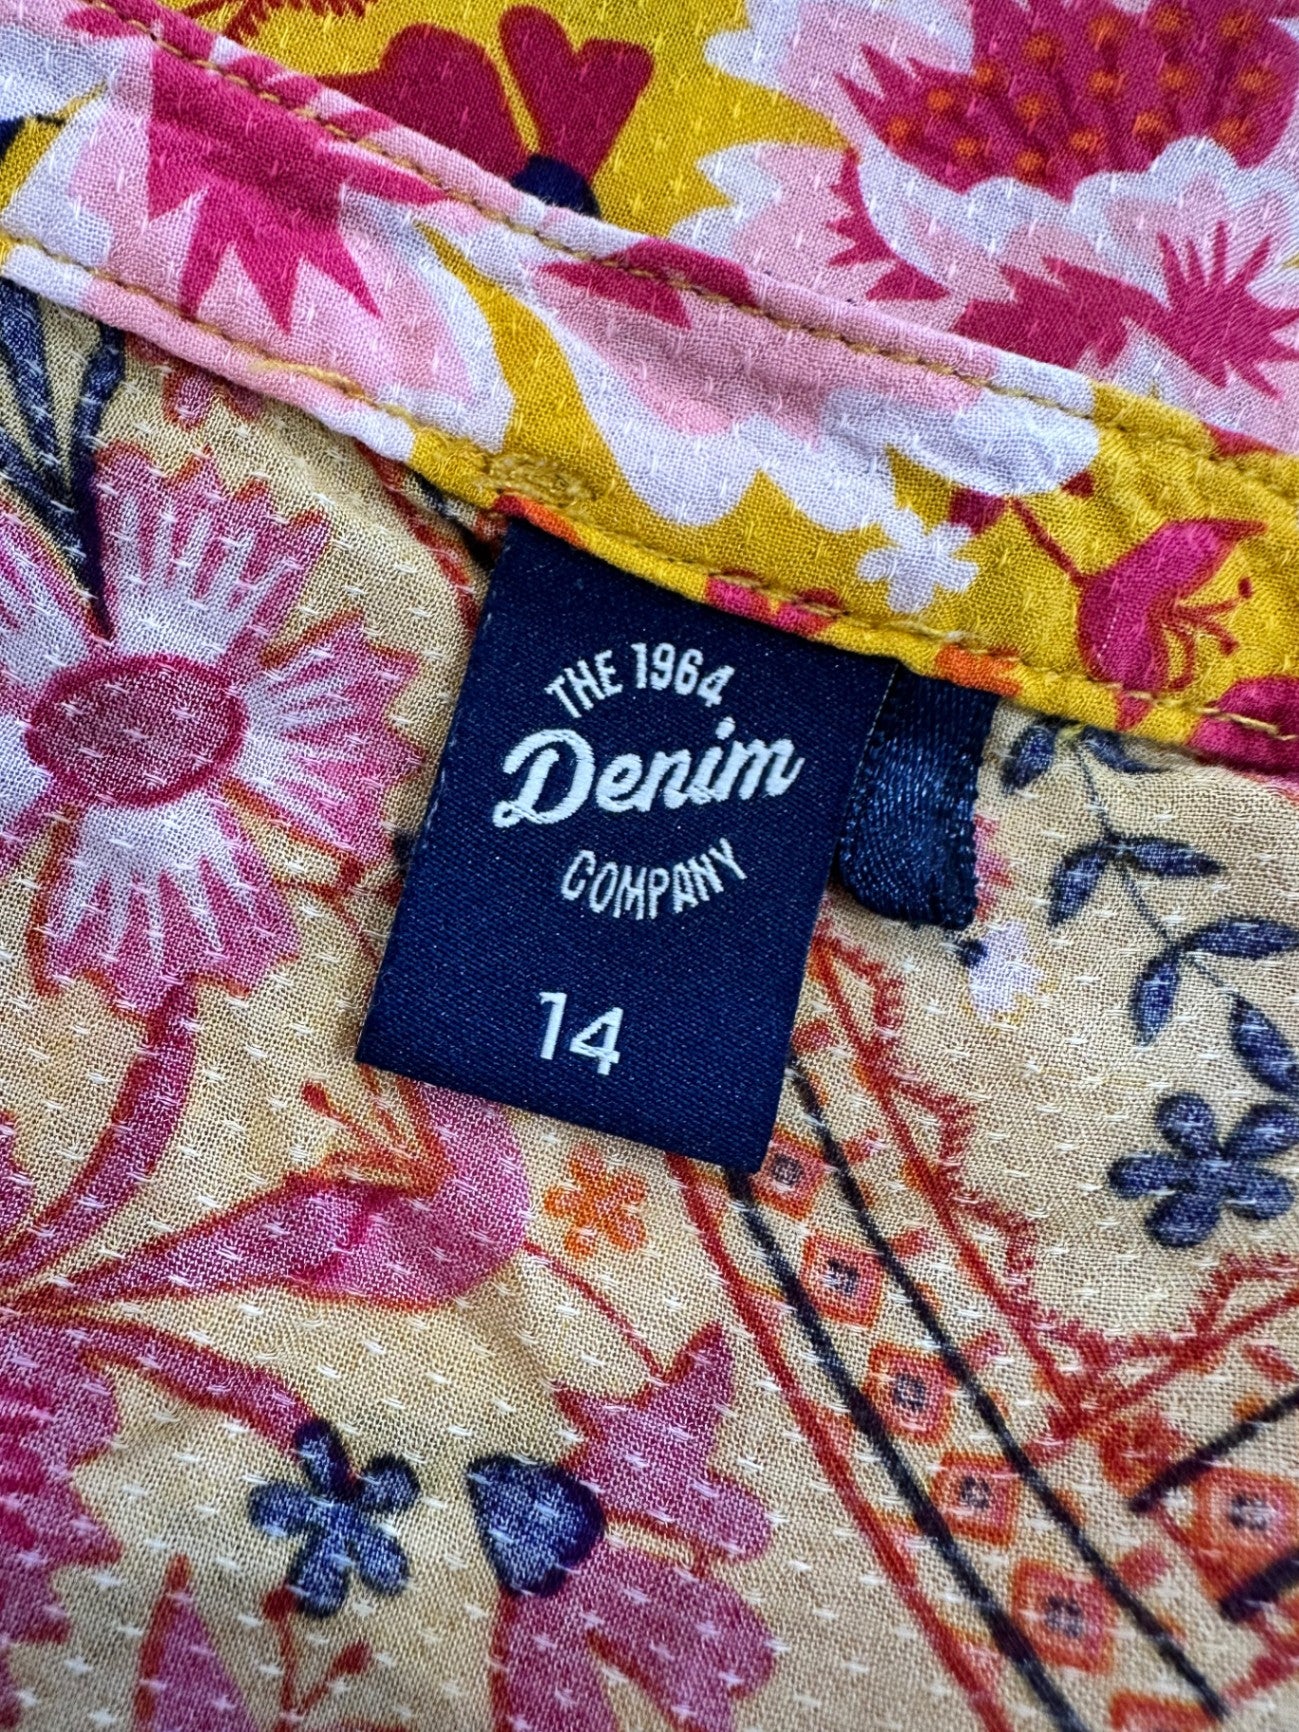 THE 1964
Denim
COMPANY
14